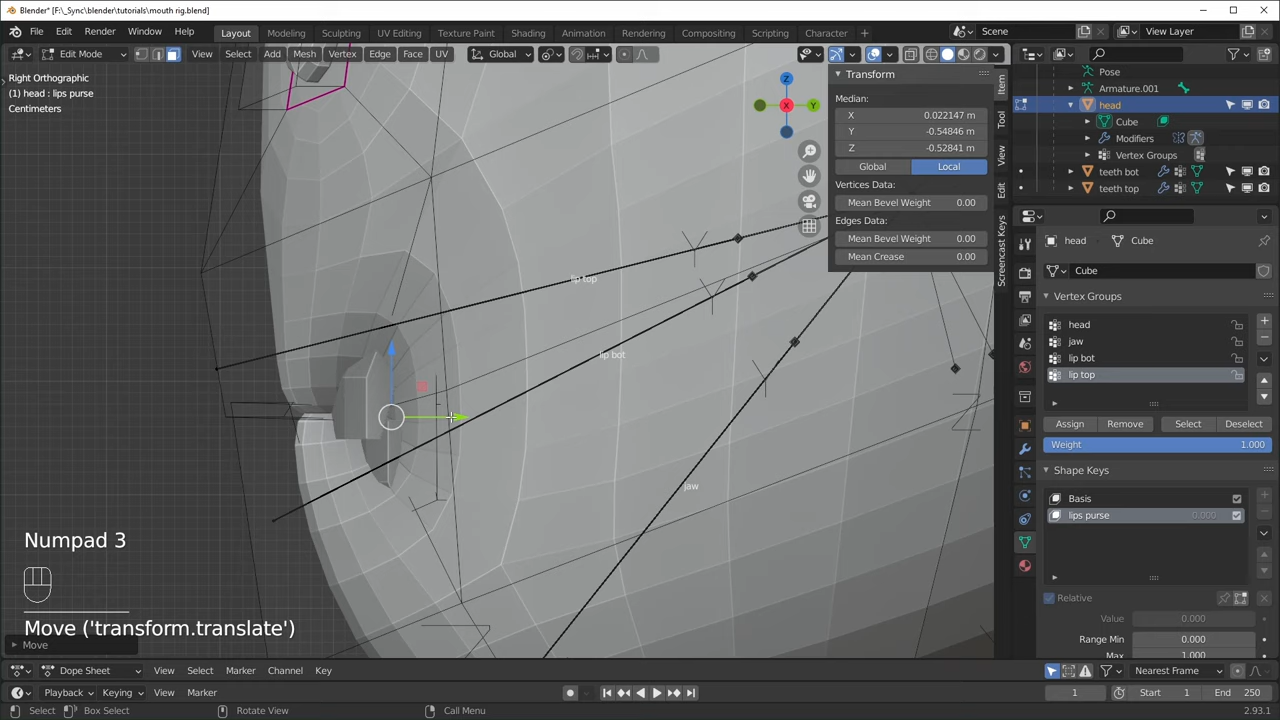 Blender* [F:\_Sync\blender\tutorials\mouth rig.blend]
File Edit Render Window Help Layout Modeling Sculpting UV Editing Texture Paint Shading Animation Rendering Compositing Scripting Character + Scene View Layer
Edit Mode View Select Add Mesh Vertex Edge Face UV Global
Right Orthographic
(1) head : lips purse
Centimeters
Z
Y
X
lip top
lip bot
jaw
Transform
Median:
X 0.022147 m
Y -0.54846 m
Z -0.52841 m
Global Local
Vertices Data:
Mean Bevel Weight 0.00
Edges Data:
Mean Bevel Weight 0.00
Mean Crease 0.00
Item
Tool
View
Edit
Screencast Keys
Pose
Armature.001
head
Cube
Modifiers
Vertex Groups
teeth bot
teeth top
head Cube
Cube
Vertex Groups
head
jaw
lip bot
lip top
Assign Remove Select Deselect
Weight 1.000
Shape Keys
Basis
lips purse 0.000
Relative
Value 0.000
Range Min 0.000
Max 1.000
Numpad 3
Move ('transform.translate')
Move
Dope Sheet View Select Marker Channel Key Nearest Frame
Playback Keying View Marker 1 Start 1 End 250
Select Box Select Rotate View Call Menu 2.93.1